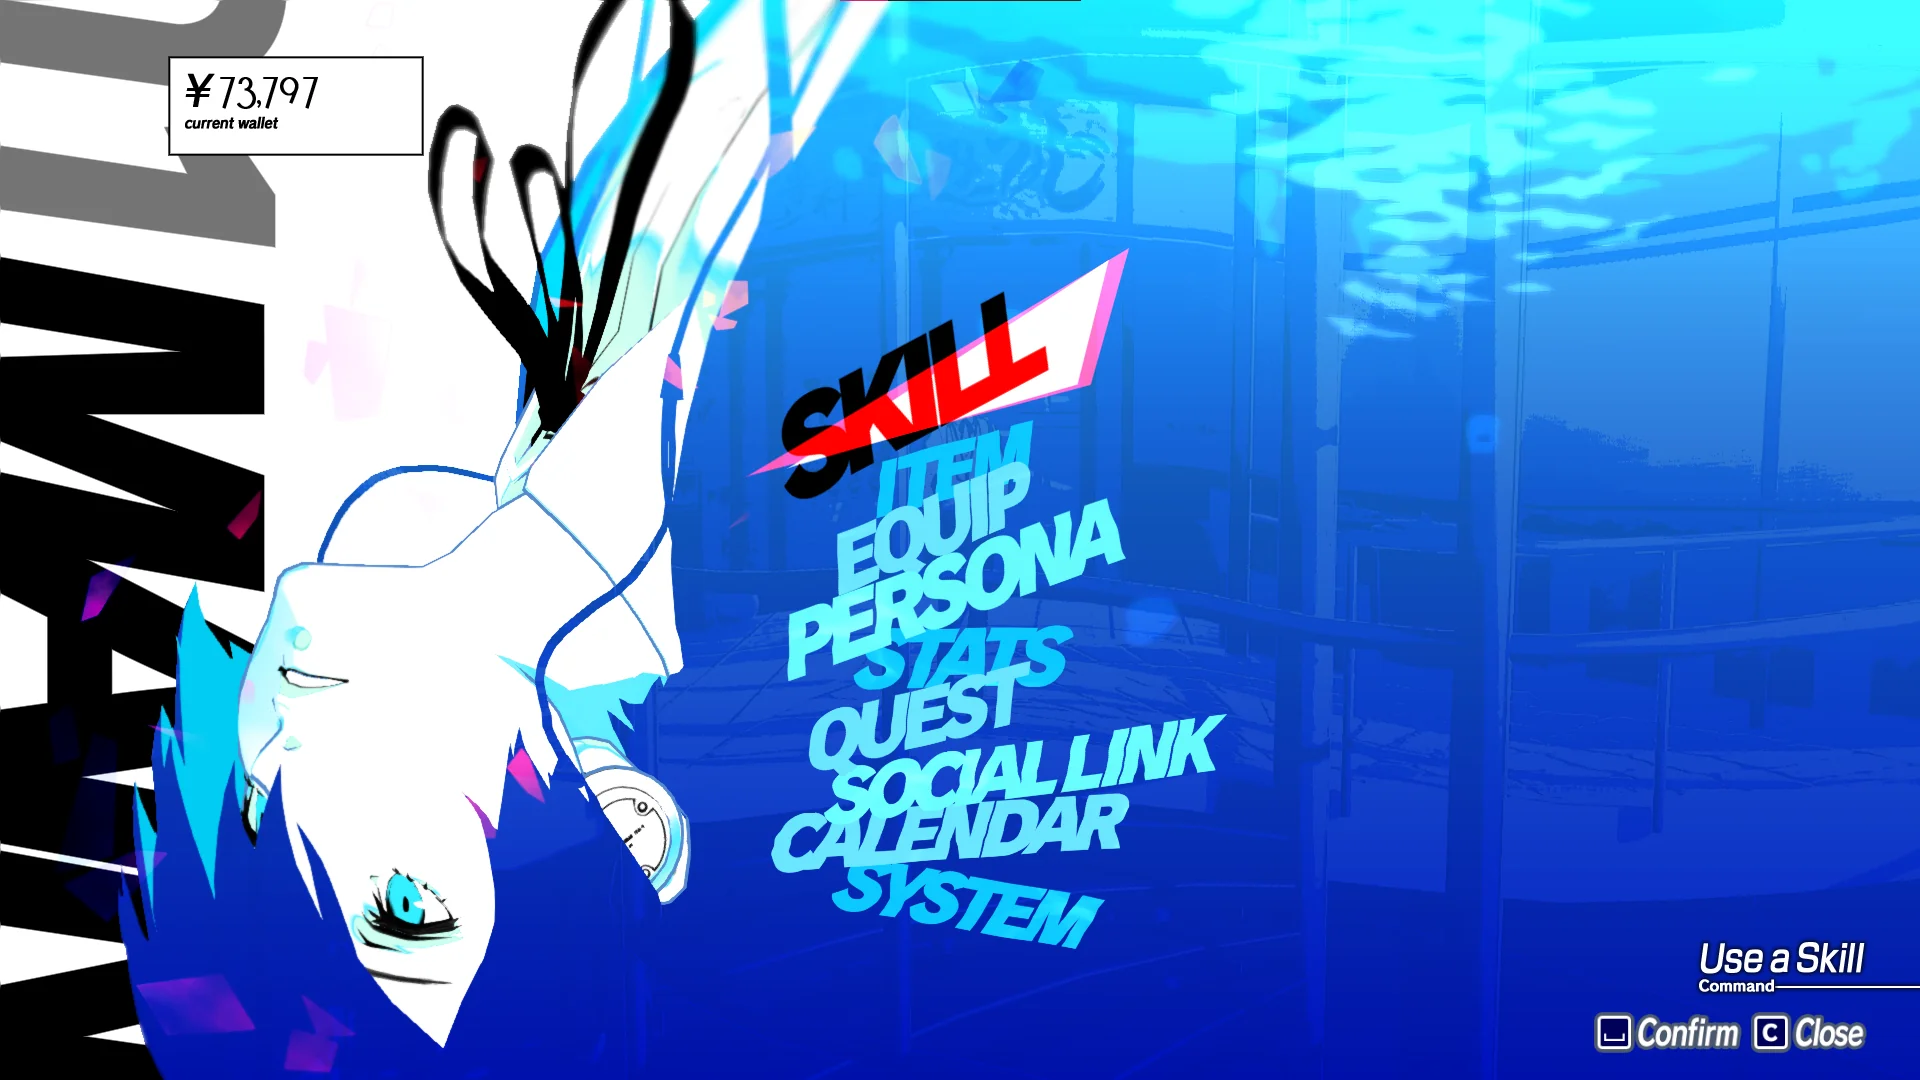 ¥73,797
current wallet
SKILL
ITEM
EQUIP
PERSONA
STATS
QUEST
SOCIAL LINK
CALENDAR
SYSTEM
Use a Skill
Command
Confirm C Close